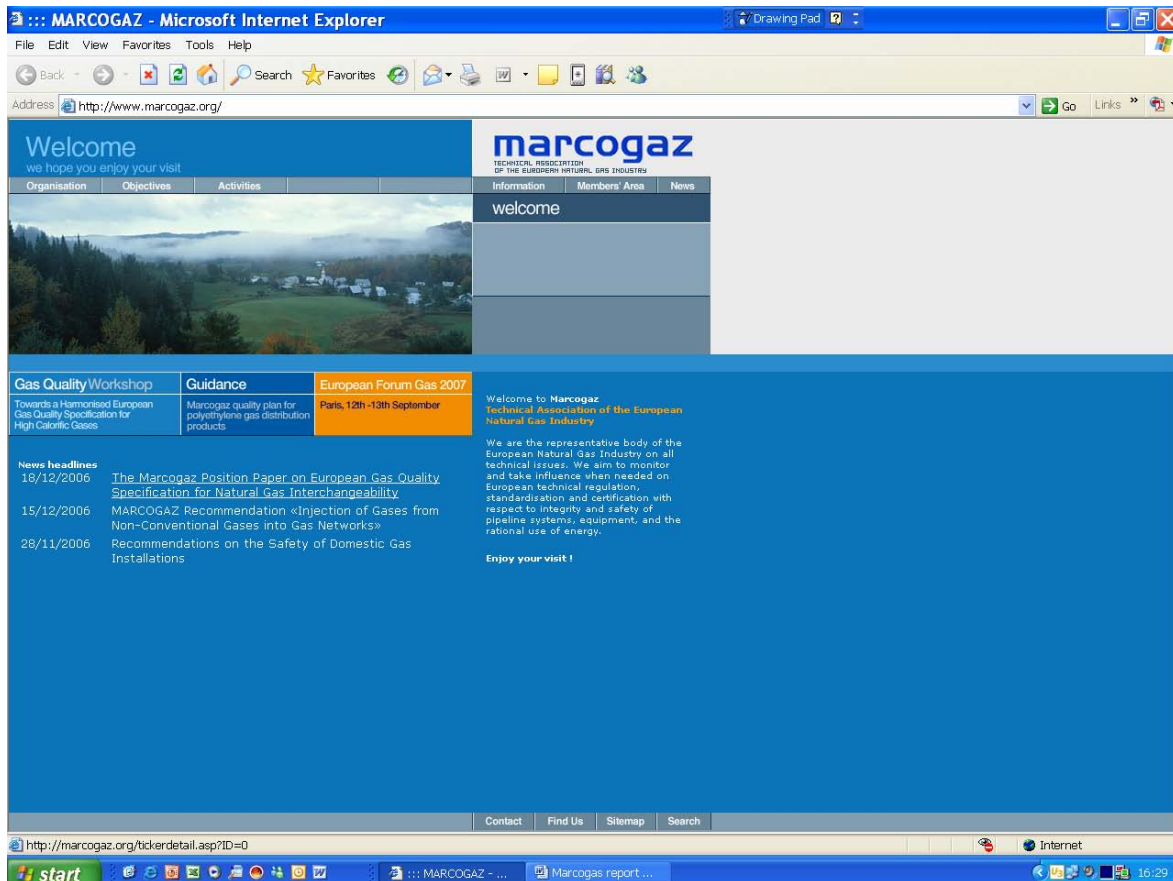 ::: MARCOGAZ - Microsoft Internet Explorer
Drawing Pad
File Edit View Favorites Tools Help
Back Search Favorites
Address http://www.marcogaz.org/ Go Links »
Welcome
we hope you enjoy your visit
marcogaz
TECHNICAL ASSOCIATION
OF THE EUROPEAN NATURAL GAS INDUSTRY
Organisation Objectives Activities Information Members' Area News
welcome
Gas Quality Workshop
Towards a Harmonised European
Gas Quality Specification for
High Calorific Gases
Guidance
Marcogaz quality plan for
polyethylene gas distribution
products
European Forum Gas 2007
Paris, 12th -13th September
News headlines
18/12/2006 The Marcogaz Position Paper on European Gas Quality
Specification for Natural Gas Interchangeability
15/12/2006 MARCOGAZ Recommendation «Injection of Gases from
Non-Conventional Gases into Gas Networks»
28/11/2006 Recommendations on the Safety of Domestic Gas
Installations
Welcome to Marcogaz
Technical Association of the European
Natural Gas Industry
We are the representative body of the
European Natural Gas Industry on all
technical issues. We aim to monitor
and take influence when needed on
European technical regulation,
standardisation and certification with
respect to integrity and safety of
pipeline systems, equipment, and the
rational use of energy.
Enjoy your visit !
Contact Find Us Sitemap Search
http://marcogaz.org/tickerdetail.asp?ID=0 Internet
start ::: MARCOGAZ - ... Marcogas report ... 16:29